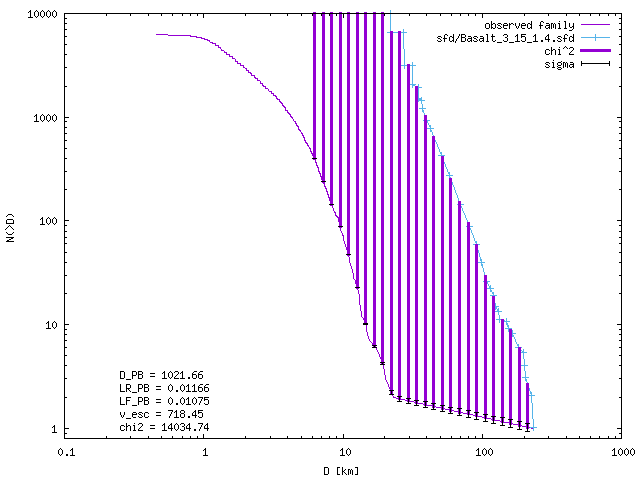 10000
observed family
sfd/Basalt_3_15_1.4.sfd
chi^2
sigma
1000
100
N(>D)
10
D_PB = 1021.66
LR_PB = 0.01166
LF_PB = 0.01075
v_esc = 718.45
chi2 = 14034.74
1
0.1 1 10 100 1000
D [km]